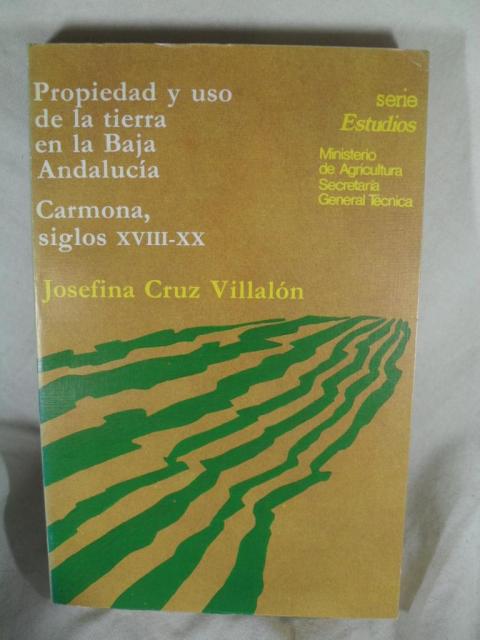 Propiedad y uso
de la tierra
en la Baja
Andalucía
Carmona,
siglos XVIII-XX
serie
Estudios
Ministerio
de Agricultura
Secretaría
General Técnica
Josefina Cruz Villalón